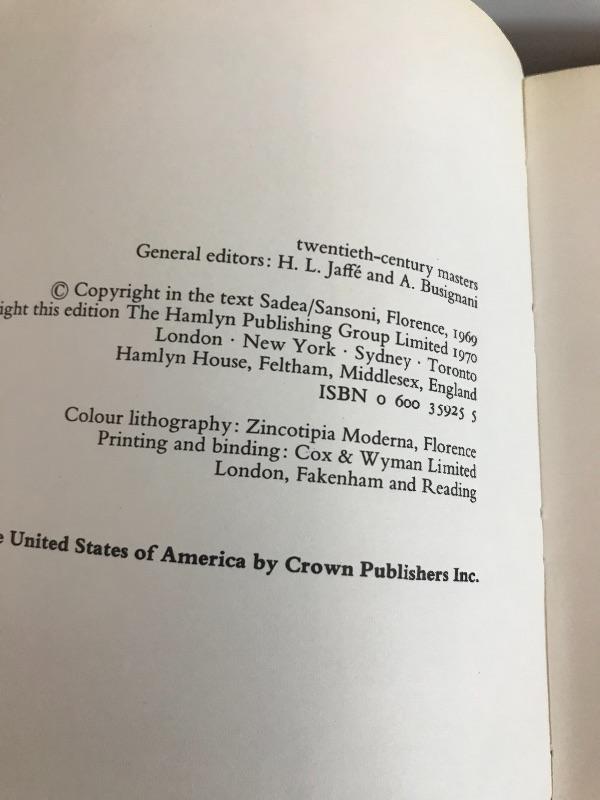 twentieth-century masters
General editors: H. L. Jaffé and A. Busignani
© Copyright in the text Sadea/Sansoni, Florence, 1969
ight this edition The Hamlyn Publishing Group Limited 1970
London · New York · Sydney · Toronto
Hamlyn House, Feltham, Middlesex, England
ISBN 0 600 35925 5
Colour lithography: Zincotipia Moderna, Florence
Printing and binding: Cox & Wyman Limited
London, Fakenham and Reading
e United States of America by Crown Publishers Inc.